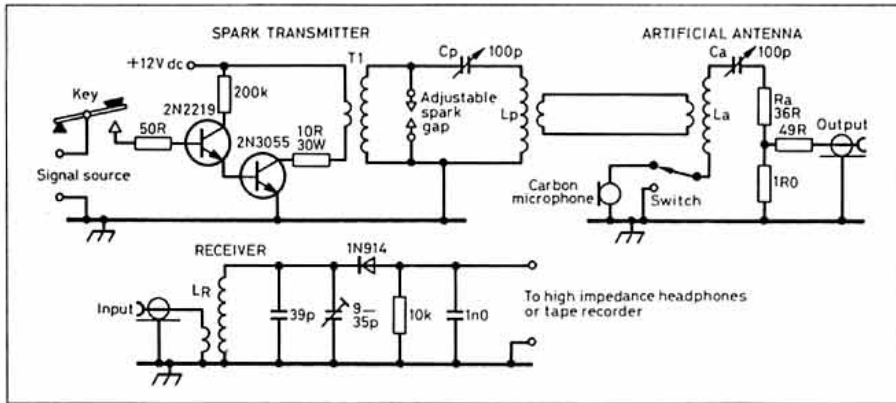 SPARK TRANSMITTER
ARTIFICIAL ANTENNA
+12V dc
T1
Cp
100p
Ca
100p
Key
2N2219
200k
50R
2N3055
10R
30W
Adjustable
spark
gap
Lp
La
Ra
36R
49R
Output
1R0
Signal source
Carbon
microphone
Switch
RECEIVER
1N914
Input
LR
39p
9—
35p
10k
1n0
To high impedance headphones
or tape recorder